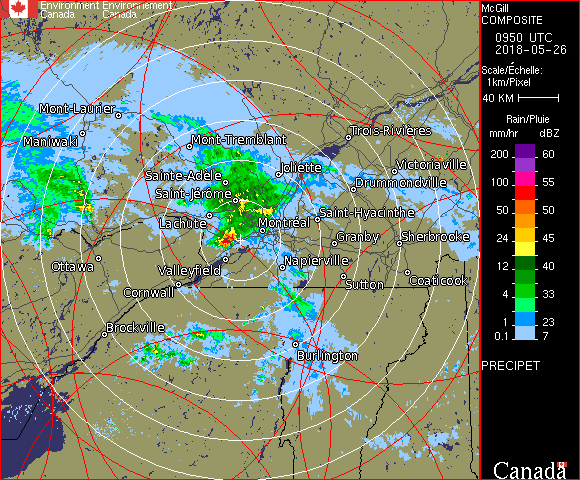 Environment Environnement
Canada Canada
McGill
COMPOSITE
0950 UTC
2018-05-26
Scale/Échelle:
1km/Pixel
40 KM
Rain/Pluie
mm/hr dBZ
200 60
100 55
50 50
24 45
12 40
4 33
1 23
0.1 7
PRECIPET
Canada
Mont-Laurier
Trois-Rivières
Maniwaki
Mont-Tremblant
Joliette
Victoriaville
Sainte-Adèle
Drummondville
Saint-Jérôme
Saint-Hyacinthe
Lachute
Montréal
Granby
Sherbrooke
Ottawa
Valleyfield
Napierville
Sutton
Coaticook
Cornwall
Brockville
Burlington